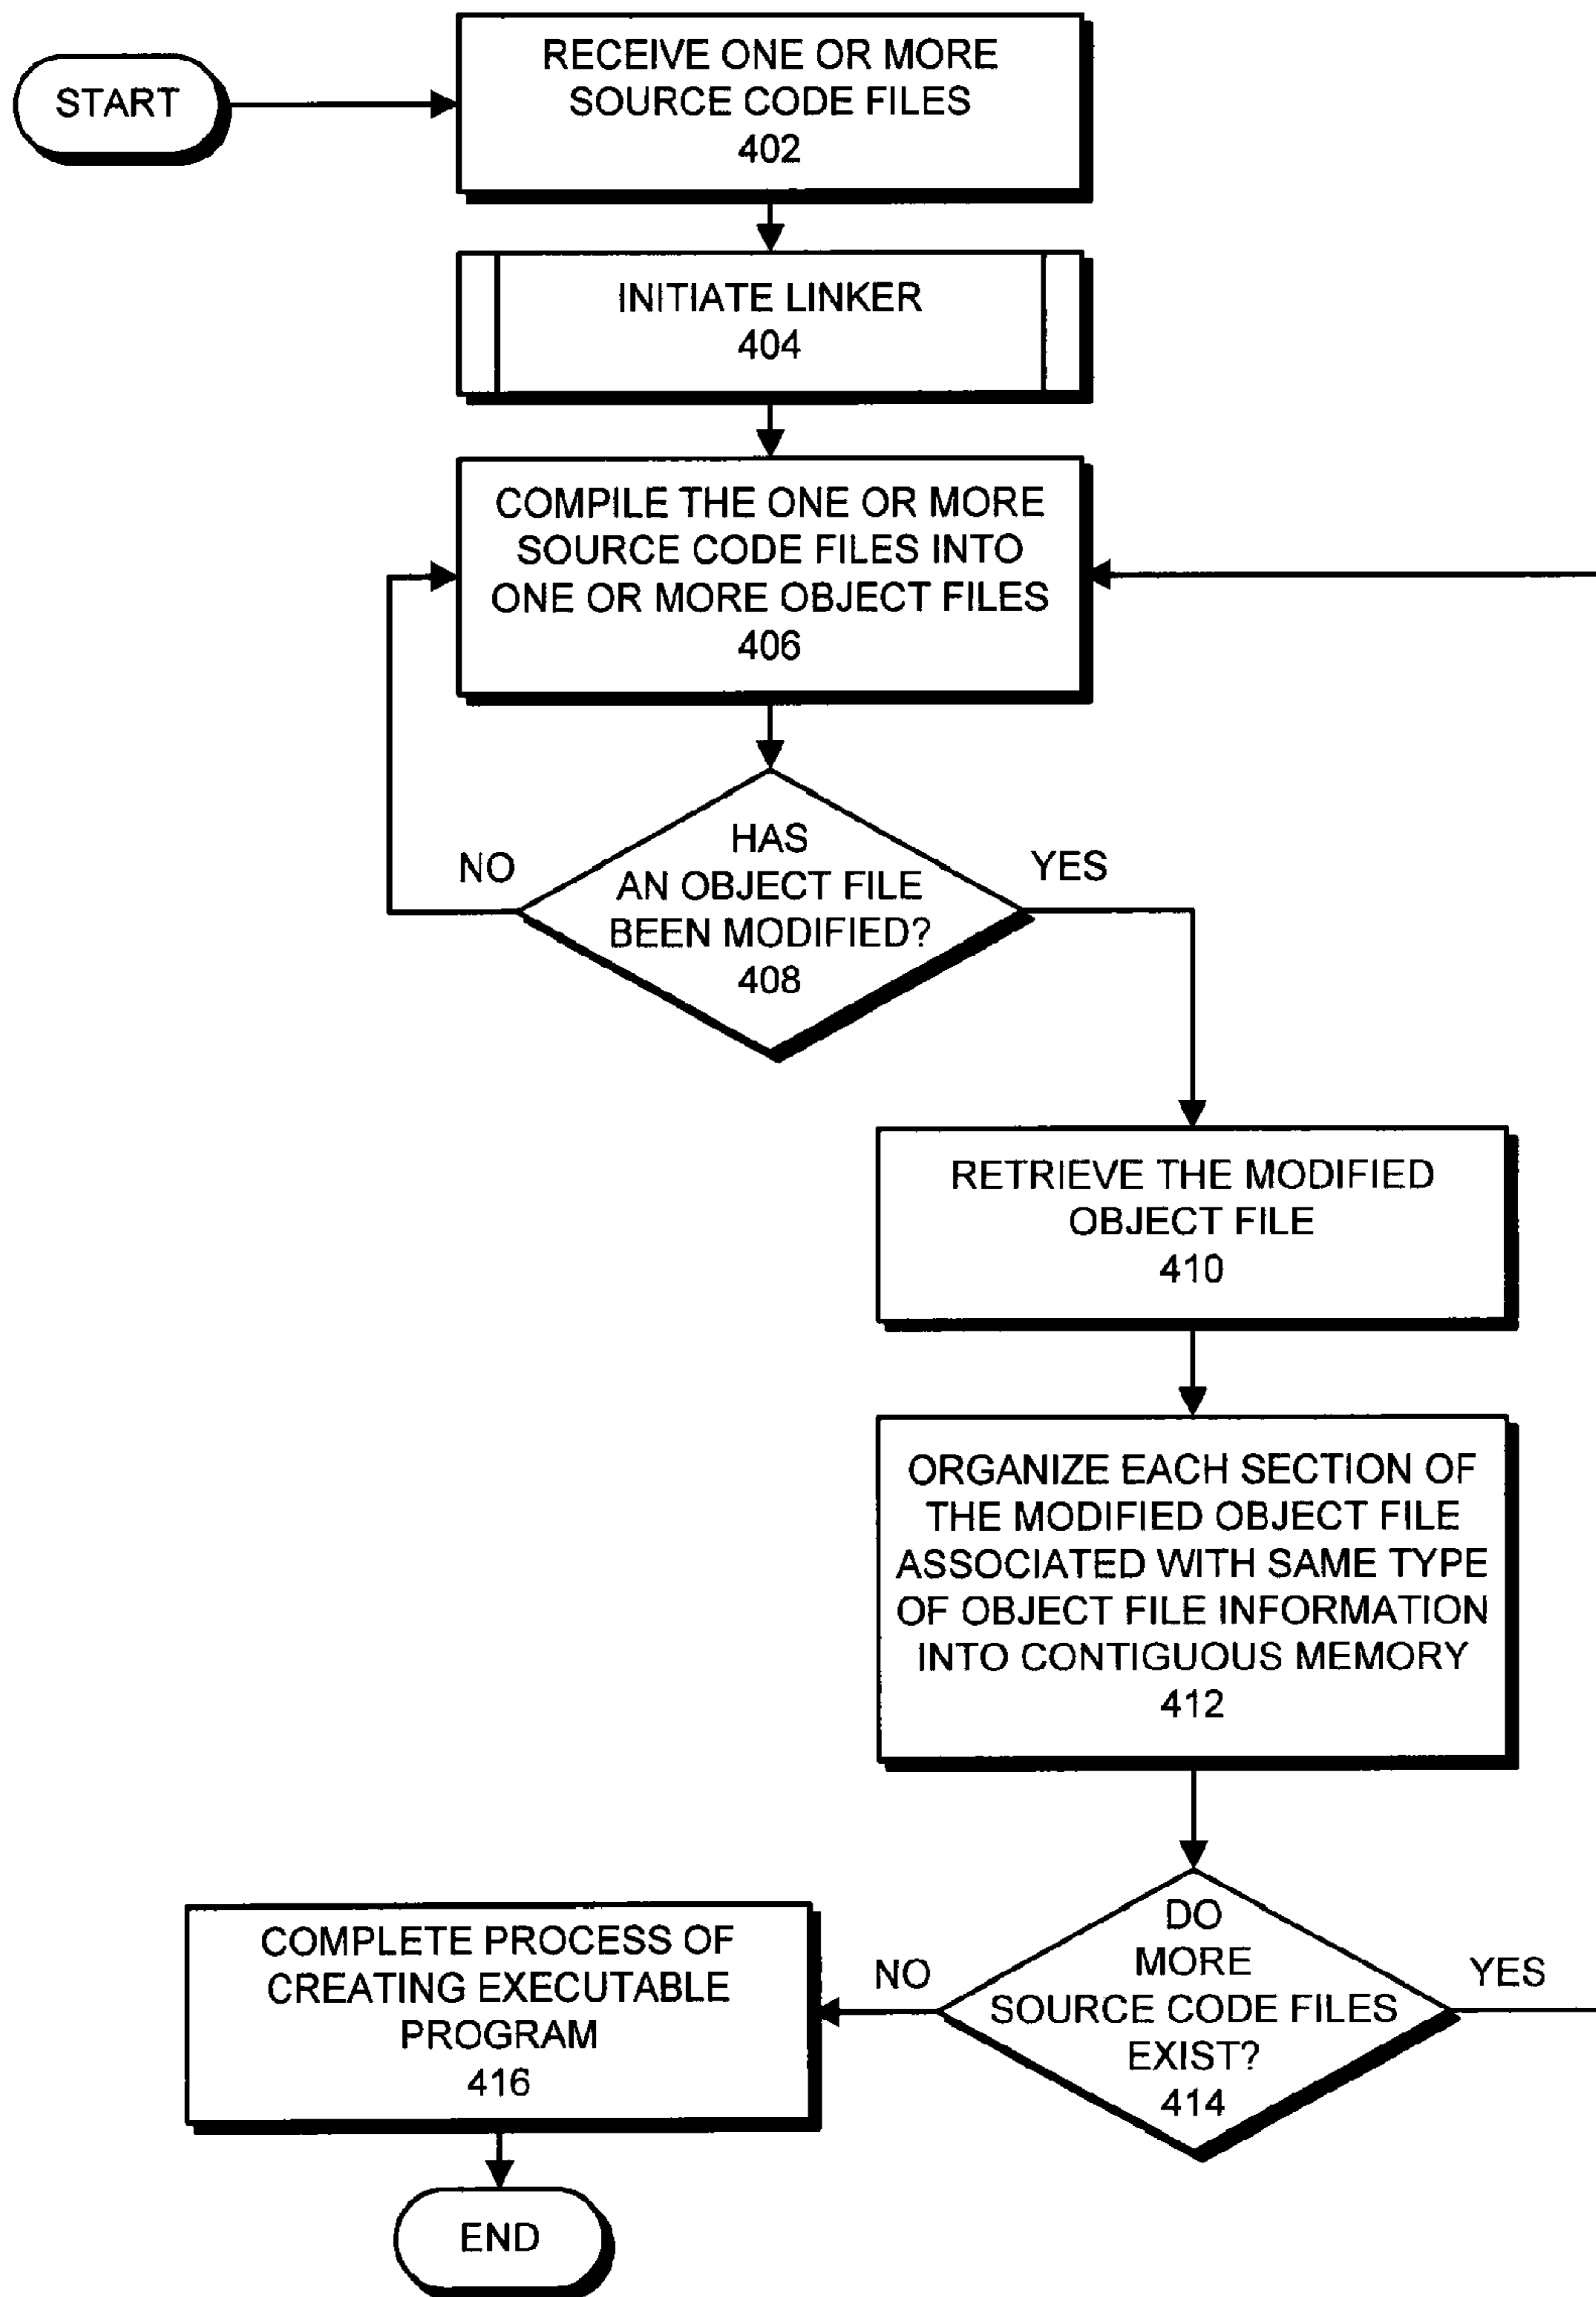 START
RECEIVE ONE OR MORE
SOURCE CODE FILES
402
INITIATE LINKER
404
COMPILE THE ONE OR MORE
SOURCE CODE FILES INTO
ONE OR MORE OBJECT FILES
406
HAS
AN OBJECT FILE
BEEN MODIFIED?
408
NO
YES
RETRIEVE THE MODIFIED
OBJECT FILE
410
ORGANIZE EACH SECTION OF
THE MODIFIED OBJECT FILE
ASSOCIATED WITH SAME TYPE
OF OBJECT FILE INFORMATION
INTO CONTIGUOUS MEMORY
412
DO
MORE
SOURCE CODE FILES
EXIST?
414
NO
YES
COMPLETE PROCESS OF
CREATING EXECUTABLE
PROGRAM
416
END